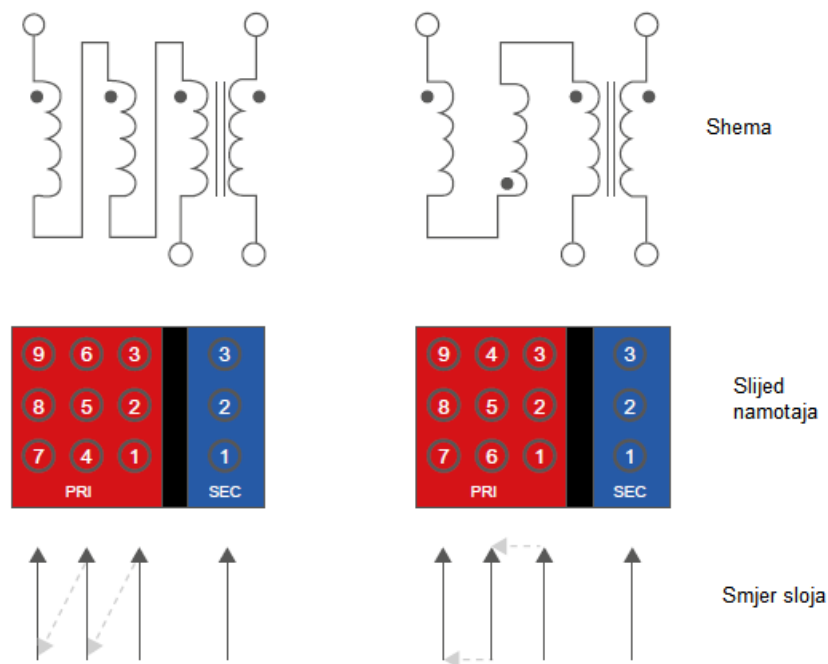 Shema
9 6 3 3
9 4 3 3
Slijed
namotaja
8 5 2 2
8 5 2 2
7 4 1 1
7 6 1 1
PRI SEC
PRI SEC
Smjer sloja